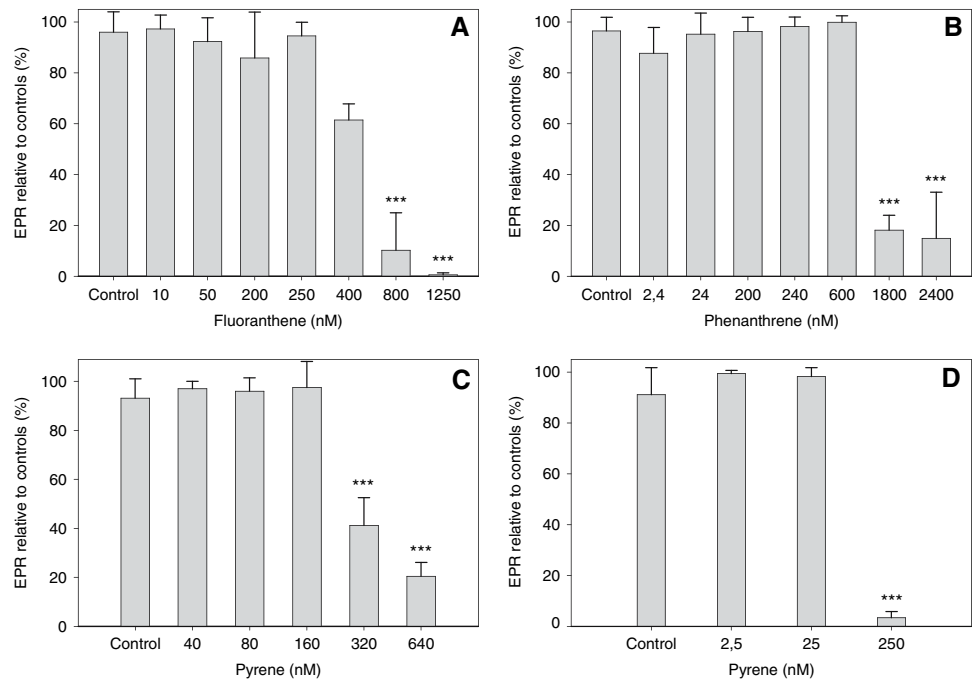 A
EPR relative to controls (%)
100
80
60
40
20
0
***
***
Control 10 50 200 250 400 800 1250
Fluoranthene (nM)
B
EPR relative to controls (%)
100
80
60
40
20
0
***
***
Control 2,4 24 200 240 600 1800 2400
Phenanthrene (nM)
C
EPR relative to controls (%)
100
80
60
40
20
0
***
***
Control 40 80 160 320 640
Pyrene (nM)
D
EPR relative to controls (%)
100
80
60
40
20
0
***
Control 2,5 25 250
Pyrene (nM)